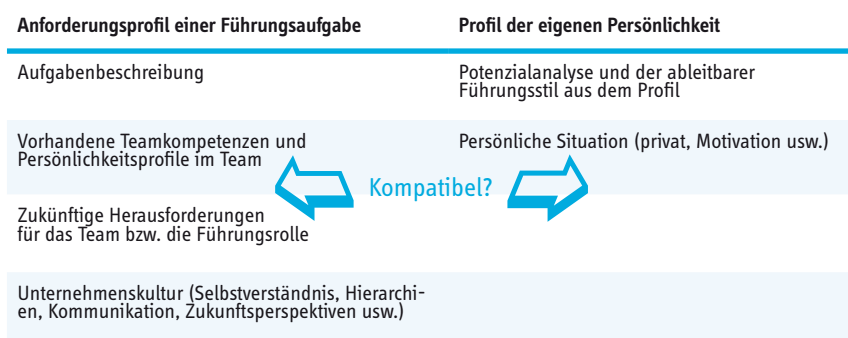 Anforderungsprofil einer Führungsaufgabe
Profil der eigenen Persönlichkeit
Aufgabenbeschreibung
Potenzialanalyse und der ableitbarer
Führungsstil aus dem Profil
Vorhandene Teamkompetenzen und
Persönlichkeitsprofile im Team
Persönliche Situation (privat, Motivation usw.)
Kompatibel?
Zukünftige Herausforderungen
für das Team bzw. die Führungsrolle
Unternehmenskultur (Selbstverständnis, Hierarchi-
en, Kommunikation, Zukunftsperspektiven usw.)